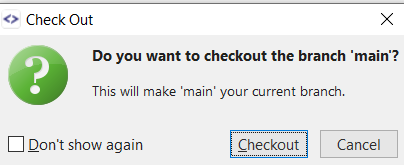 Check Out
Do you want to checkout the branch 'main'?
This will make 'main' your current branch.
Don't show again
Checkout
Cancel